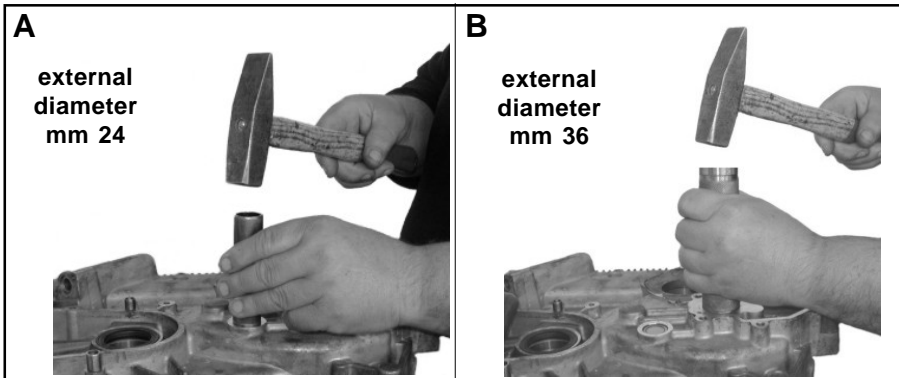 A
external
diameter
mm 24
B
external
diameter
mm 36